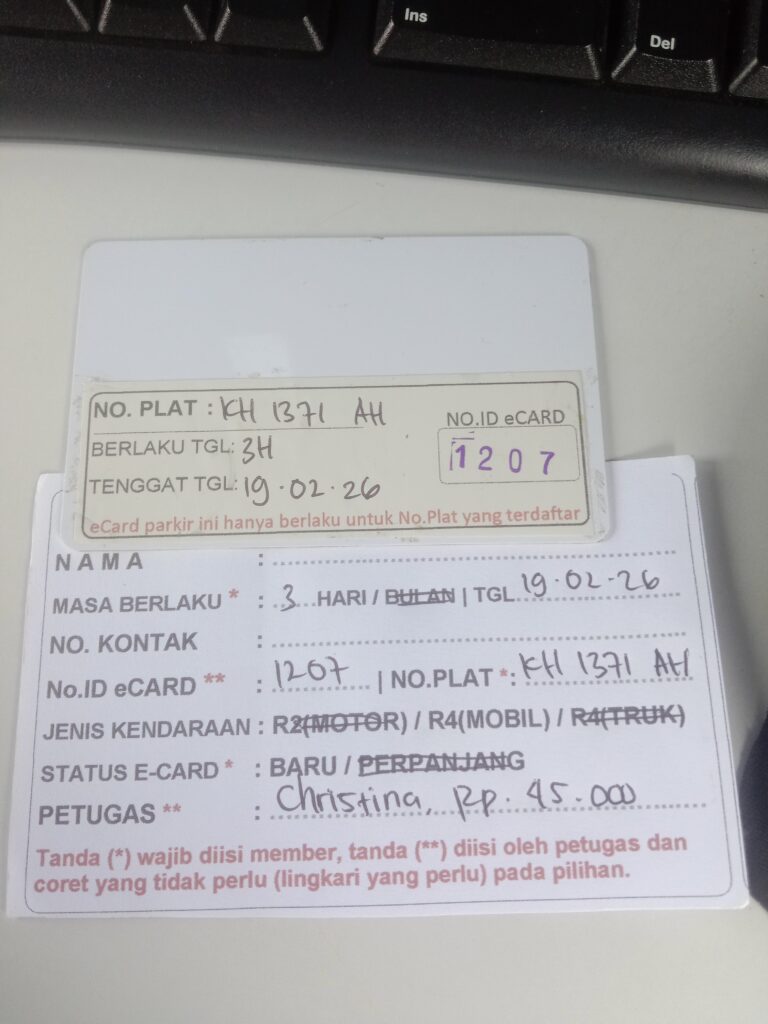 Ins
Del
NO. PLAT : KH 1371 AH
NO.ID eCARD
BERLAKU TGL: 3H
1207
TENGGAT TGL: 19.02.26
eCard parkir ini hanya berlaku untuk No.Plat yang terdaftar
NAMA :
MASA BERLAKU * : 3 HARI / BULAN | TGL 19.02.26
NO. KONTAK :
No.ID eCARD ** : 1207 | NO.PLAT *: KH 1371 AH
JENIS KENDARAAN : R2(MOTOR) / R4(MOBIL) / R4(TRUK)
STATUS E-CARD * : BARU / PERPANJANG
PETUGAS ** : Christina, Rp. 45.000
Tanda (*) wajib diisi member, tanda (**) diisi oleh petugas dan
coret yang tidak perlu (lingkari yang perlu) pada pilihan.